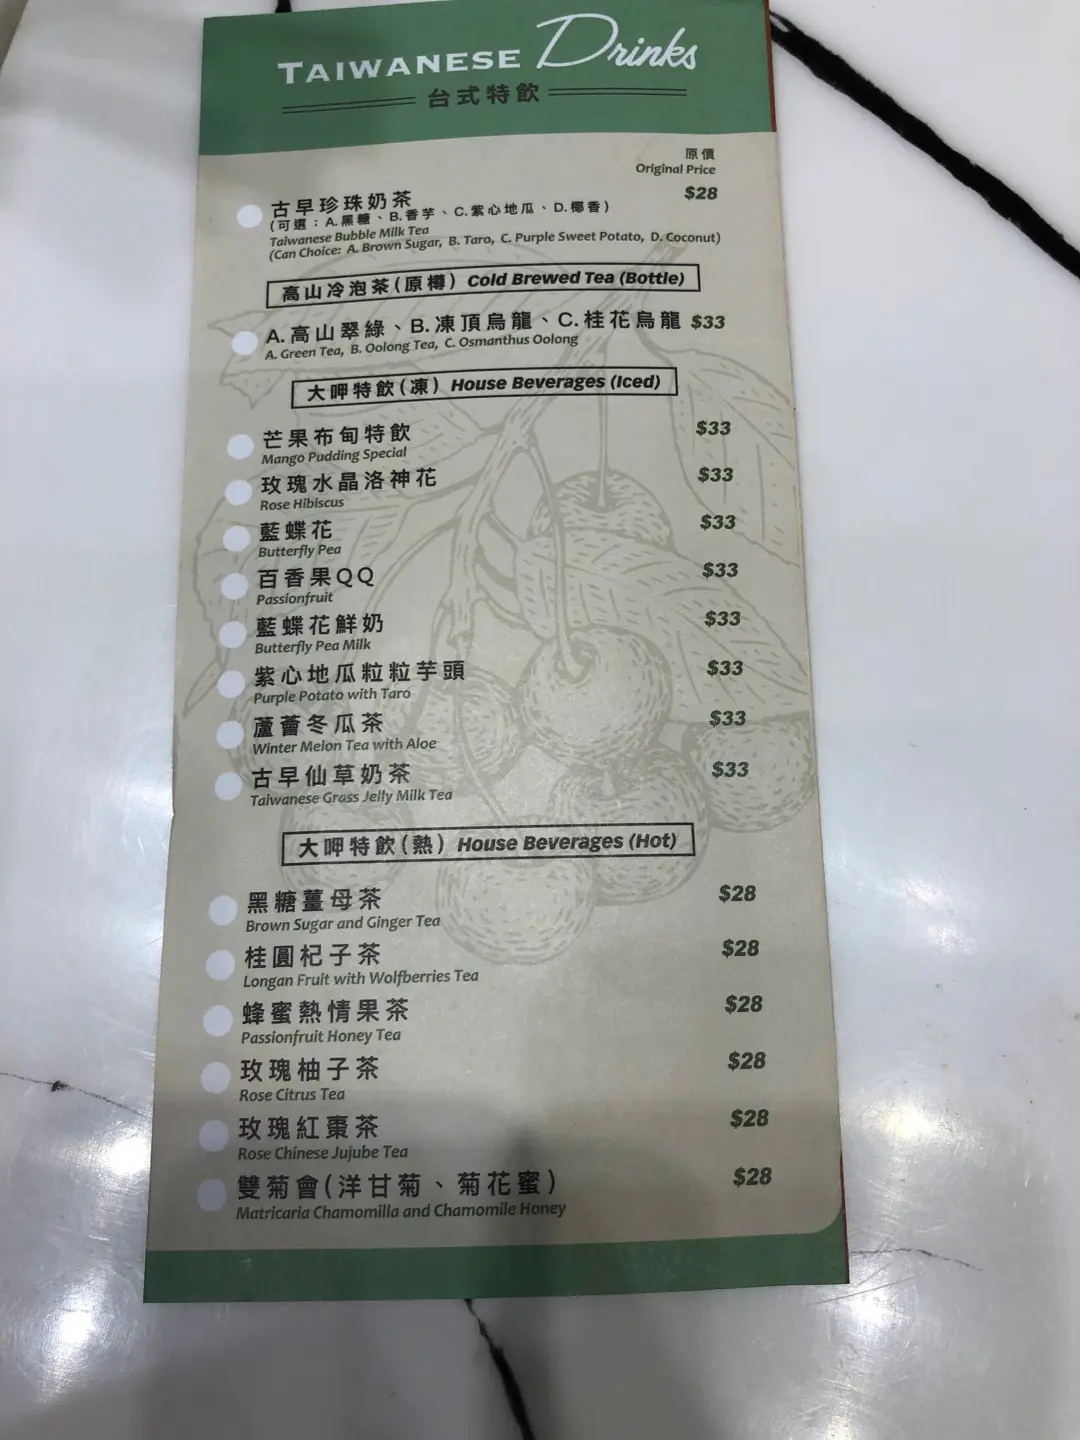 TAIWANESE Drinks
台式特飲
原價
Original Price
古早珍珠奶茶 $28
(可選：A.黑糖、B.香芋、C.紫心地瓜、D.椰香)
Taiwanese Bubble Milk Tea
(Can Choice: A. Brown Sugar, B. Taro, C. Purple Sweet Potato, D. Coconut)
高山冷泡茶(原樽) Cold Brewed Tea (Bottle)
A.高山翠綠、B.凍頂烏龍、C.桂花烏龍 $33
A. Green Tea, B. Oolong Tea, C. Osmanthus Oolong
大呷特飲(凍) House Beverages (Iced)
芒果布甸特飲 $33
Mango Pudding Special
玫瑰水晶洛神花 $33
Rose Hibiscus
藍蝶花 $33
Butterfly Pea
百香果QQ $33
Passionfruit
藍蝶花鮮奶 $33
Butterfly Pea Milk
紫心地瓜粒粒芋頭 $33
Purple Potato with Taro
蘆薈冬瓜茶 $33
Winter Melon Tea with Aloe
古早仙草奶茶 $33
Taiwanese Grass Jelly Milk Tea
大呷特飲(熱) House Beverages (Hot)
黑糖薑母茶 $28
Brown Sugar and Ginger Tea
桂圓杞子茶 $28
Longan Fruit with Wolfberries Tea
蜂蜜熱情果茶 $28
Passionfruit Honey Tea
玫瑰柚子茶 $28
Rose Citrus Tea
玫瑰紅棗茶 $28
Rose Chinese Jujube Tea
雙菊會(洋甘菊、菊花蜜) $28
Matricaria Chamomilla and Chamomile Honey